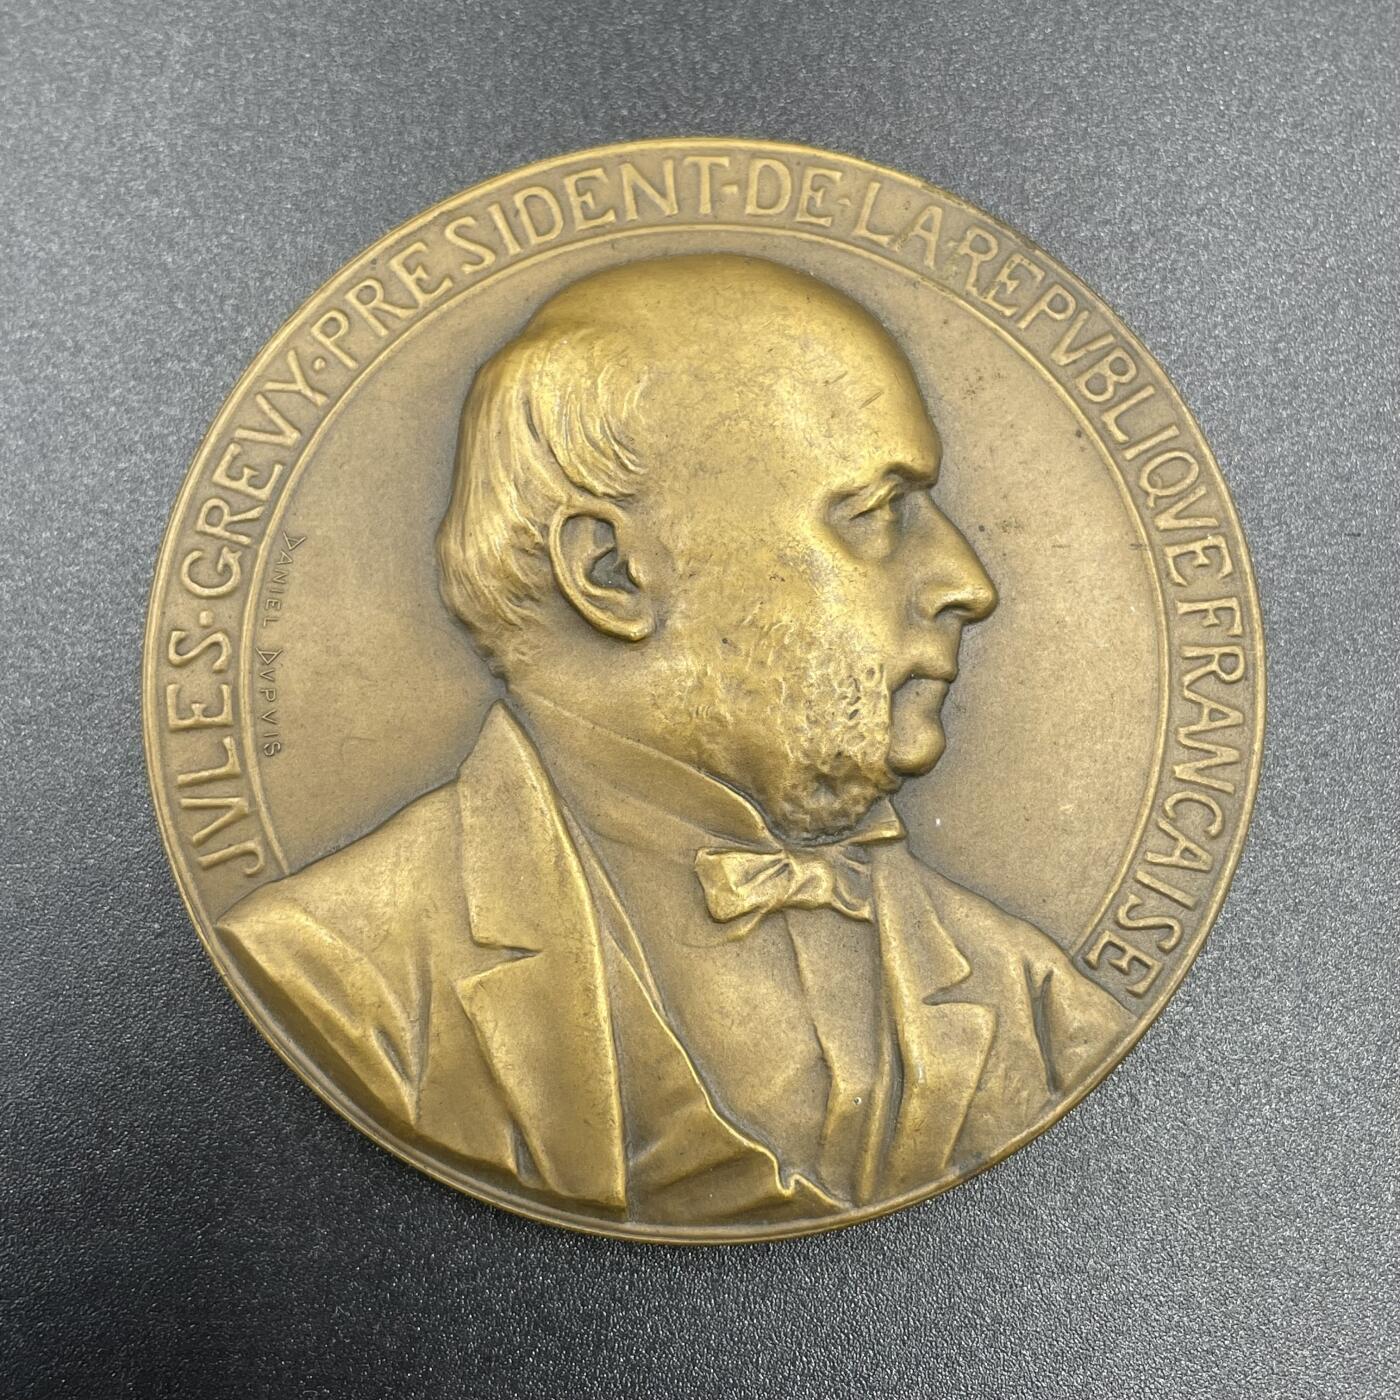 JVLES·GREVY·PRESIDENT·DE·LA·REPVBLIQVE FRANCAISE
DANIEL DVPVIS